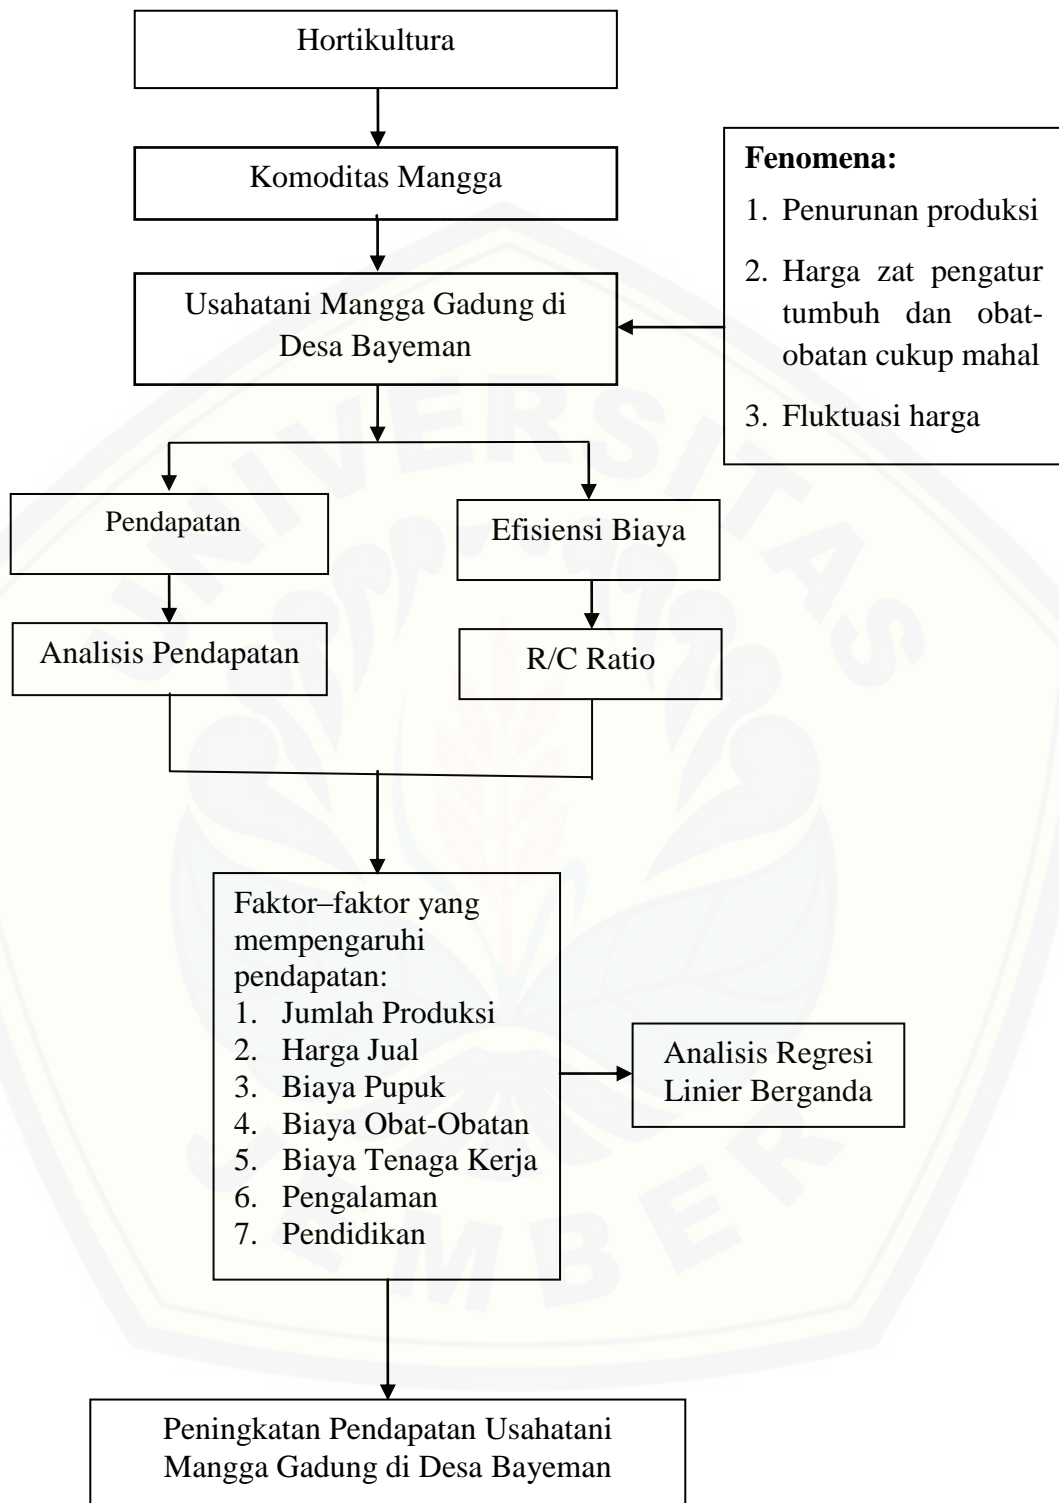 Hortikultura
Komoditas Mangga
Fenomena:
1. Penurunan produksi
2. Harga zat pengatur
tumbuh dan obat-
obatan cukup mahal
3. Fluktuasi harga
Usahatani Mangga Gadung di
Desa Bayeman
Pendapatan
Efisiensi Biaya
Analisis Pendapatan
R/C Ratio
Faktor–faktor yang
mempengaruhi
pendapatan:
1. Jumlah Produksi
2. Harga Jual
3. Biaya Pupuk
4. Biaya Obat-Obatan
5. Biaya Tenaga Kerja
6. Pengalaman
7. Pendidikan
Analisis Regresi
Linier Berganda
Peningkatan Pendapatan Usahatani
Mangga Gadung di Desa Bayeman
UNIVERSITAS
JEMBER